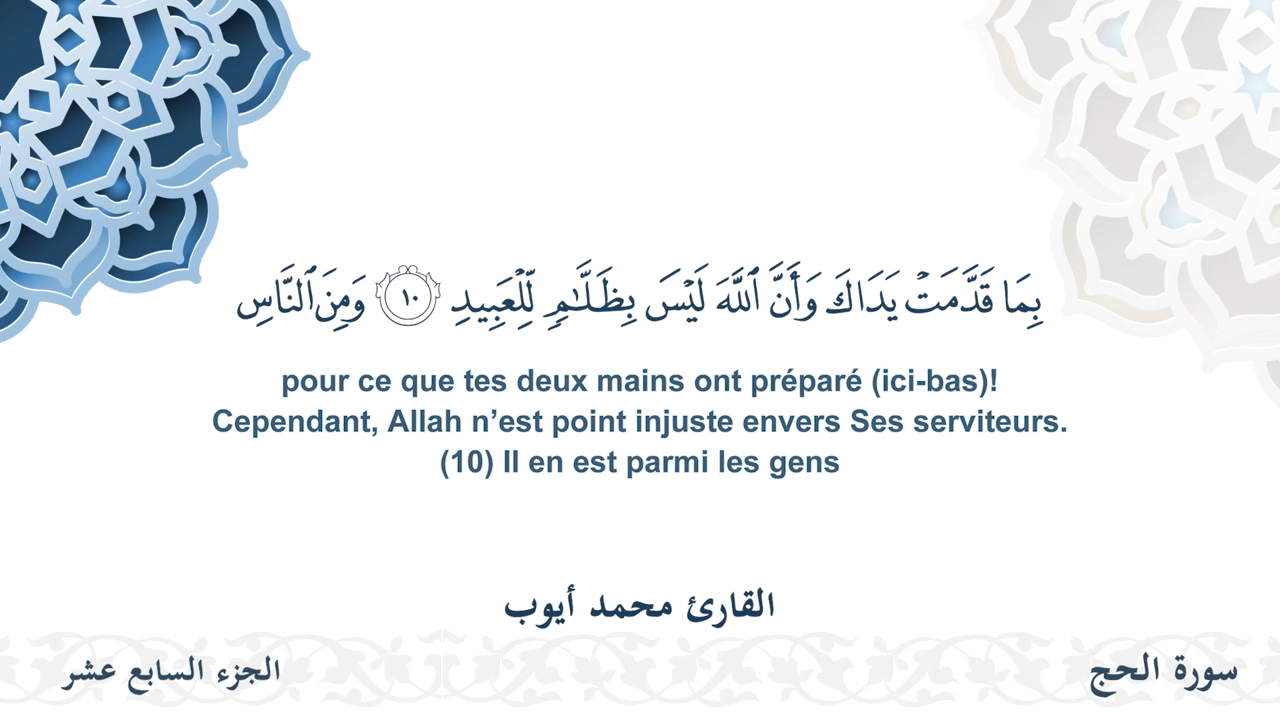 بِمَا قَدَّمَتْ يَدَاكَ وَأَنَّ ٱللَّهَ لَيْسَ بِظَلَّـٰمٍ لِّلْعَبِيدِ ١٠ وَمِنَ ٱلنَّاسِ
pour ce que tes deux mains ont préparé (ici-bas)!
Cependant, Allah n’est point injuste envers Ses serviteurs.
(10) Il en est parmi les gens
القارئ محمد أيوب
سورة الحج
الجزء السابع عشر